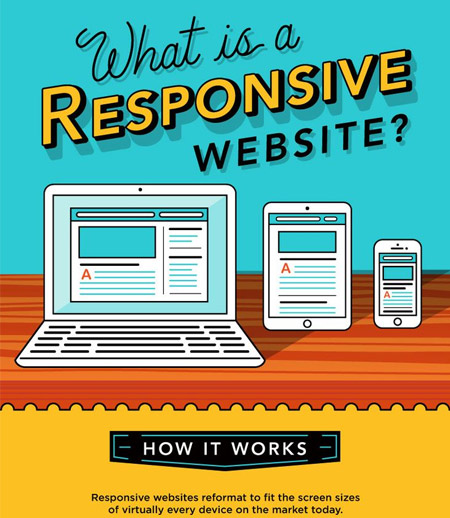 What is a
RESPONSIVE
WEBSITE?
A
A
A
HOW IT WORKS
Responsive websites reformat to fit the screen sizes
of virtually every device on the market today.